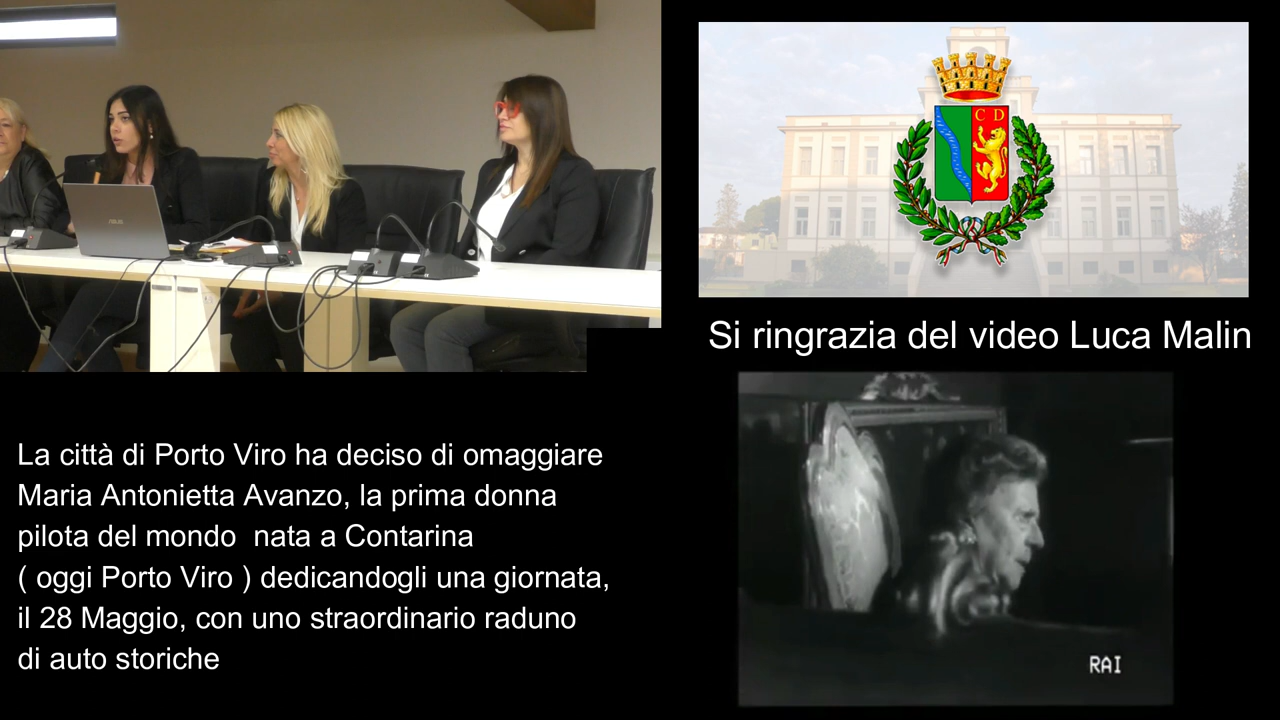 C D
Si ringrazia del video Luca Malin
La città di Porto Viro ha deciso di omaggiare
Maria Antonietta Avanzo, la prima donna
pilota del mondo  nata a Contarina
( oggi Porto Viro ) dedicandogli una giornata,
il 28 Maggio, con uno straordinario raduno
di auto storiche
RAI
ASUS